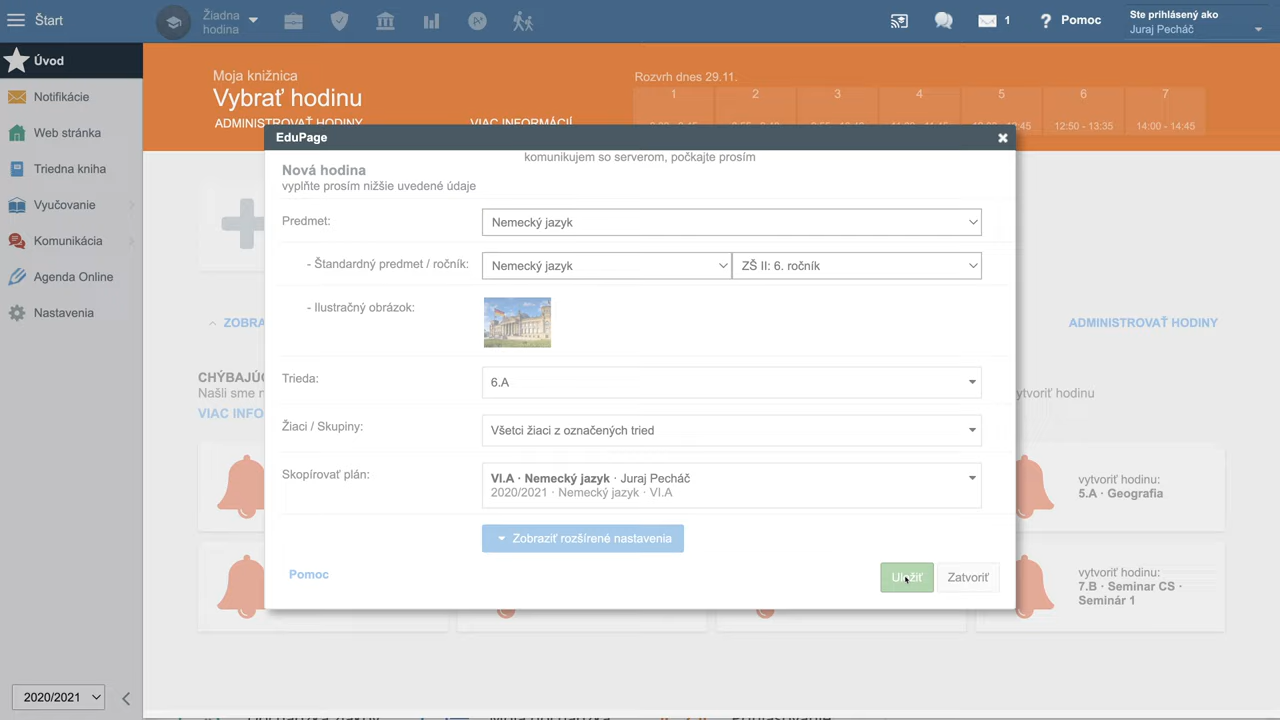 Štart
Žiadna
hodina
1
Pomoc
Ste prihlásený ako
Juraj Pecháč
Úvod
Notifikácie
Web stránka
Triedna kniha
Vyučovanie
Komunikácia
Agenda Online
Nastavenia
2020/2021
Moja knižnica
Vybrať hodinu
ADMINISTROVAŤ HODINY
VIAC INFORMÁCIÍ
Rozvrh dnes 29.11.
1 2 3 4 5 6 7
12:50 - 13:35
14:00 - 14:45
EduPage
komunikujem so serverom, počkajte prosím
Nová hodina
vyplňte prosím nižšie uvedené údaje
Predmet:
Nemecký jazyk
- Štandardný predmet / ročník:
Nemecký jazyk
ZŠ II: 6. ročník
- Ilustračný obrázok:
Trieda:
6.A
Žiaci / Skupiny:
Všetci žiaci z označených tried
Skopírovať plán:
VI.A · Nemecký jazyk · Juraj Pecháč
2020/2021 · Nemecký jazyk · VI.A
Zobraziť rozšírené nastavenia
Pomoc
Uložiť
Zatvoriť
ADMINISTROVAŤ HODINY
Našli sme
VIAC
ytvoriť hodinu
vytvoriť hodinu:
5.A · Geografia
vytvoriť hodinu:
7.B · Seminar CS ·
Seminár 1